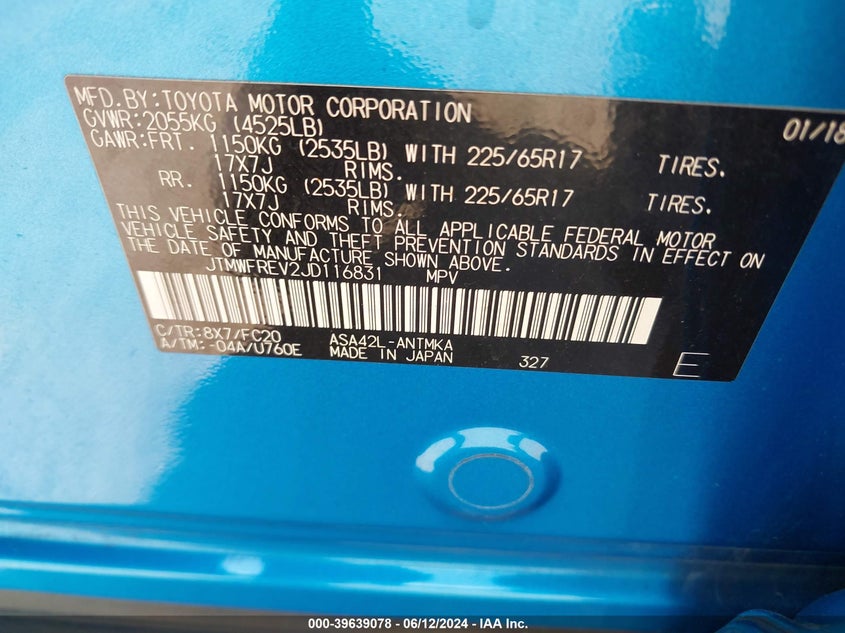 MFD.BY:TOYOTA MOTOR CORPORATION 01/18
GVWR:2055KG (4525LB)
GAWR:FRT. 1150KG (2535LB) WITH 225/65R17 TIRES.
17X7J RIMS.
RR. 1150KG (2535LB) WITH 225/65R17 TIRES.
17X7J RIMS.
THIS VEHICLE CONFORMS TO ALL APPLICABLE FEDERAL MOTOR
VEHICLE SAFETY AND THEFT PREVENTION STANDARDS IN EFFECT ON
THE DATE OF MANUFACTURE SHOWN ABOVE.
JTMWFREV2JD116831 MPV
C/TR:8X7/FC20 ASA42L-ANTMKA
A/TM:-04A/U760E MADE IN JAPAN 327 E
000-39639078 - 06/12/2024 - IAA Inc.